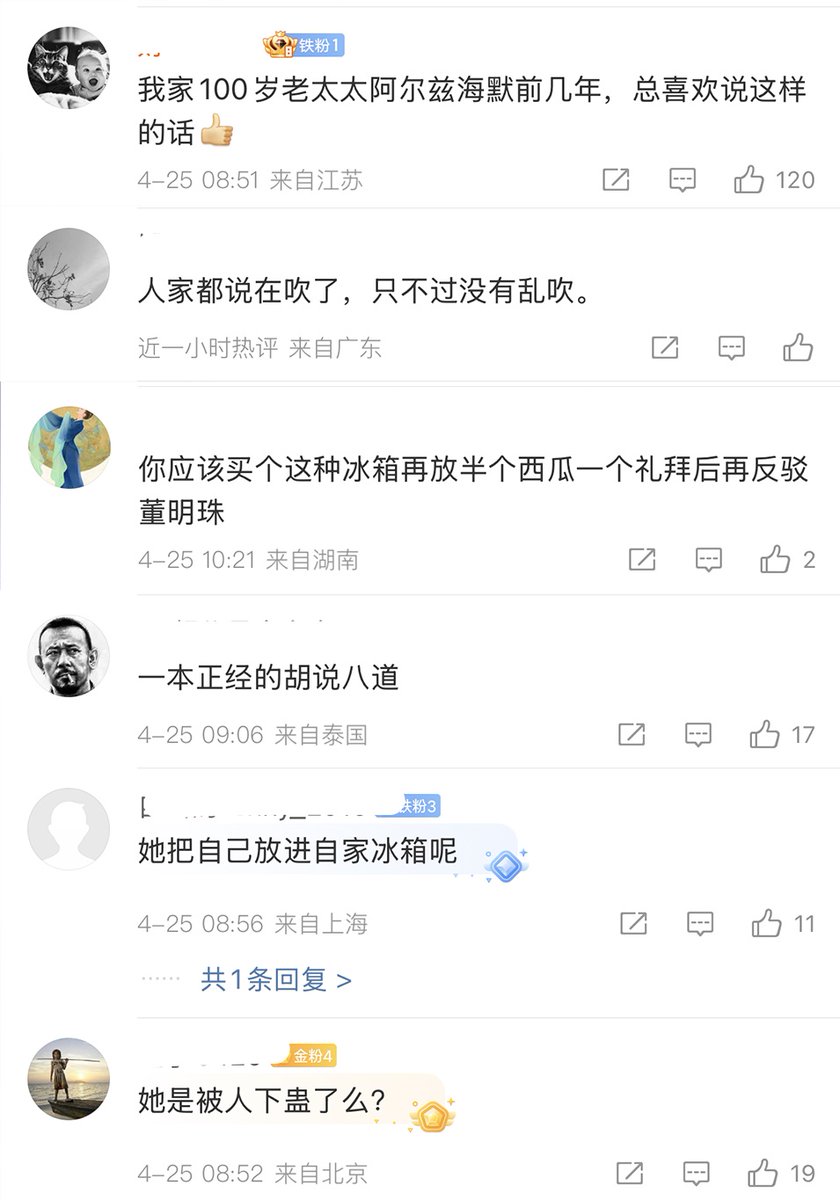 铁粉1
我家100岁老太太阿尔兹海默前几年，总喜欢说这样
的话👍
4-25 08:51 来自江苏
120
人家都说在吹了，只不过没有乱吹。
近一小时热评 来自广东
你应该买个这种冰箱再放半个西瓜一个礼拜后再反驳
董明珠
4-25 10:21 来自湖南
2
一本正经的胡说八道
4-25 09:06 来自泰国
17
铁粉3
她把自己放进自家冰箱呢
4-25 08:56 来自上海
11
共1条回复 >
金粉4
她是被人下蛊了么？
4-25 08:52 来自北京
19